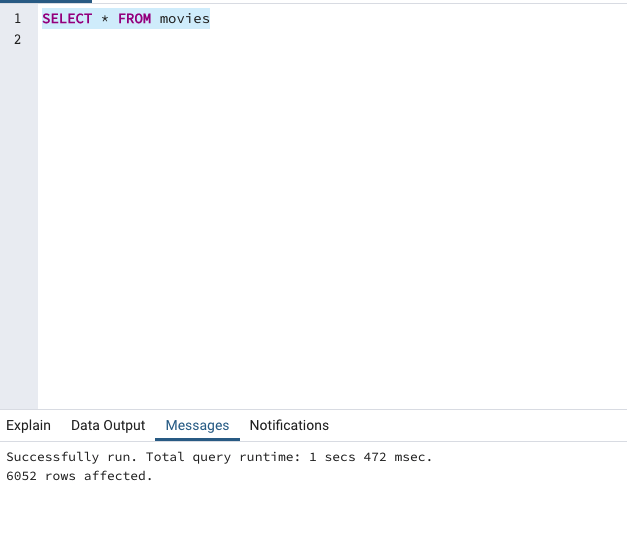 1 SELECT * FROM movies
2
Explain Data Output Messages Notifications
Successfully run. Total query runtime: 1 secs 472 msec.
6052 rows affected.